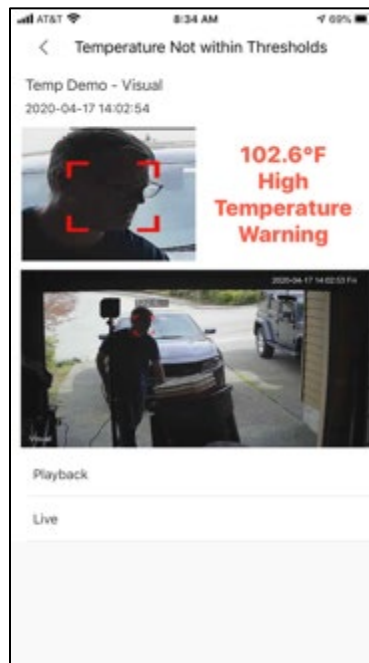 AT&T 8:34 AM 69%
Temperature Not within Thresholds
Temp Demo - Visual
2020-04-17 14:02:54
102.6°F
High
Temperature
Warning
2020-04-17 14:02:53 Fri
Visual
Playback
Live